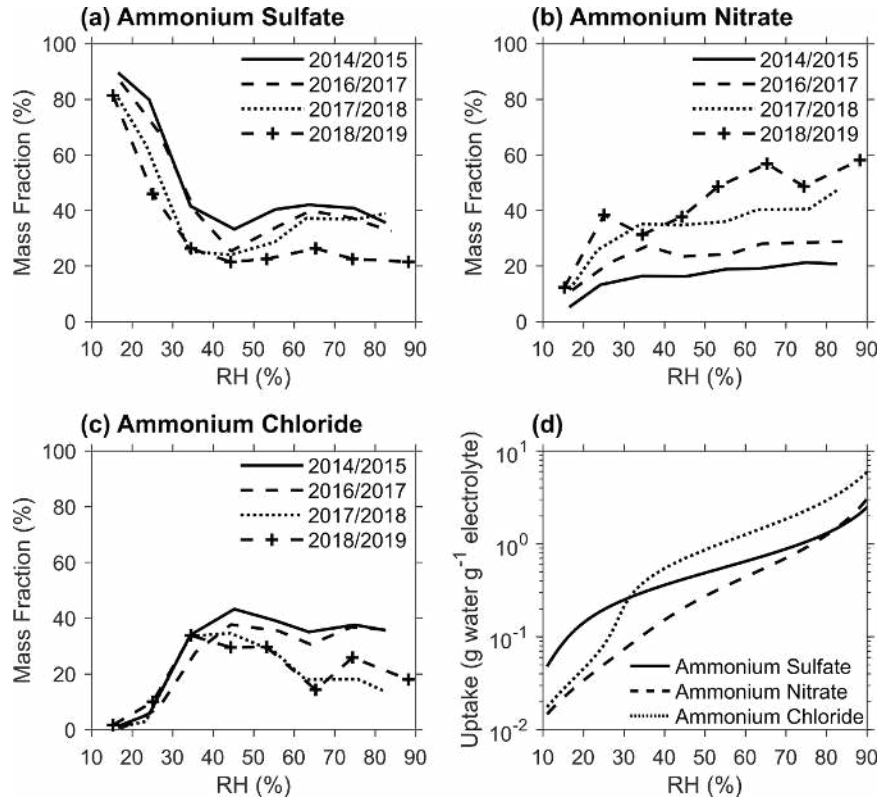 (a) Ammonium Sulfate
100
80
60
40
20
0
Mass Fraction (%)
2014/2015
2016/2017
2017/2018
2018/2019
10 20 30 40 50 60 70 80 90
RH (%)
(b) Ammonium Nitrate
100
80
60
40
20
0
Mass Fraction (%)
2014/2015
2016/2017
2017/2018
2018/2019
10 20 30 40 50 60 70 80 90
RH (%)
(c) Ammonium Chloride
100
80
60
40
20
0
Mass Fraction (%)
2014/2015
2016/2017
2017/2018
2018/2019
10 20 30 40 50 60 70 80 90
RH (%)
(d)
10¹
10⁰
10⁻¹
10⁻²
Uptake (g water g⁻¹ electrolyte)
Ammonium Sulfate
Ammonium Nitrate
Ammonium Chloride
10 20 30 40 50 60 70 80 90
RH (%)